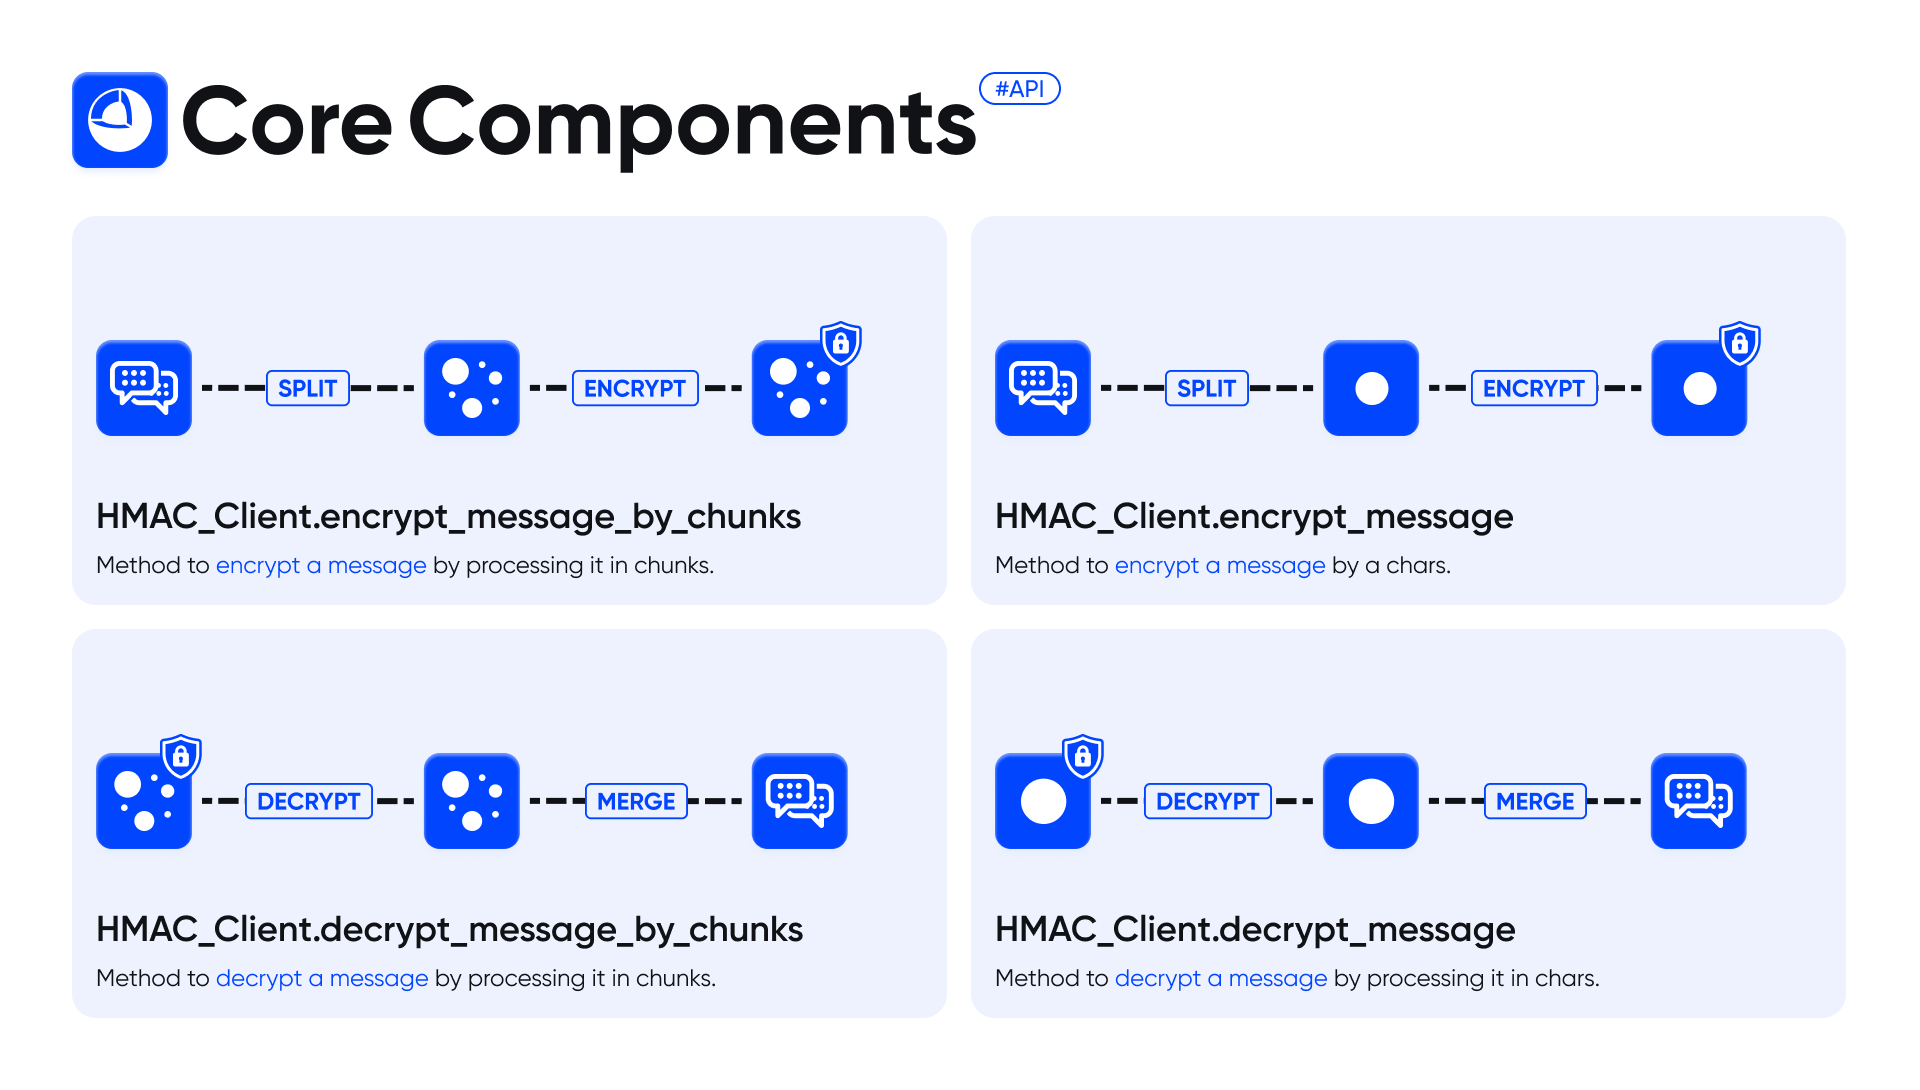 Core Components
#API
SPLIT
ENCRYPT
HMAC_Client.encrypt_message_by_chunks
Method to encrypt a message by processing it in chunks.
SPLIT
ENCRYPT
HMAC_Client.encrypt_message
Method to encrypt a message by a chars.
DECRYPT
MERGE
HMAC_Client.decrypt_message_by_chunks
Method to decrypt a message by processing it in chunks.
DECRYPT
MERGE
HMAC_Client.decrypt_message
Method to decrypt a message by processing it in chars.